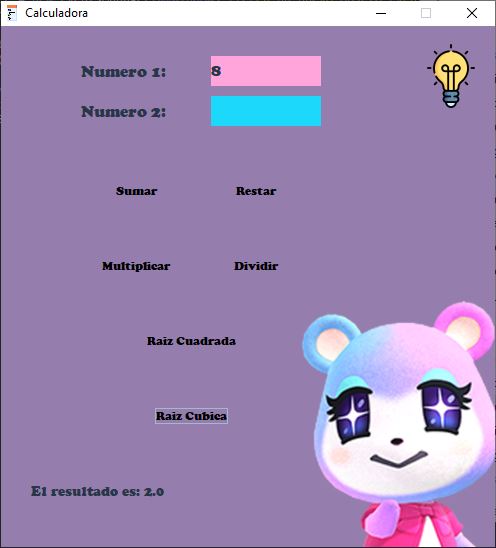 Calculadora
Numero 1: 8
Numero 2:
Sumar Restar
Multiplicar Dividir
Raiz Cuadrada
Raiz Cubica
El resultado es: 2.0